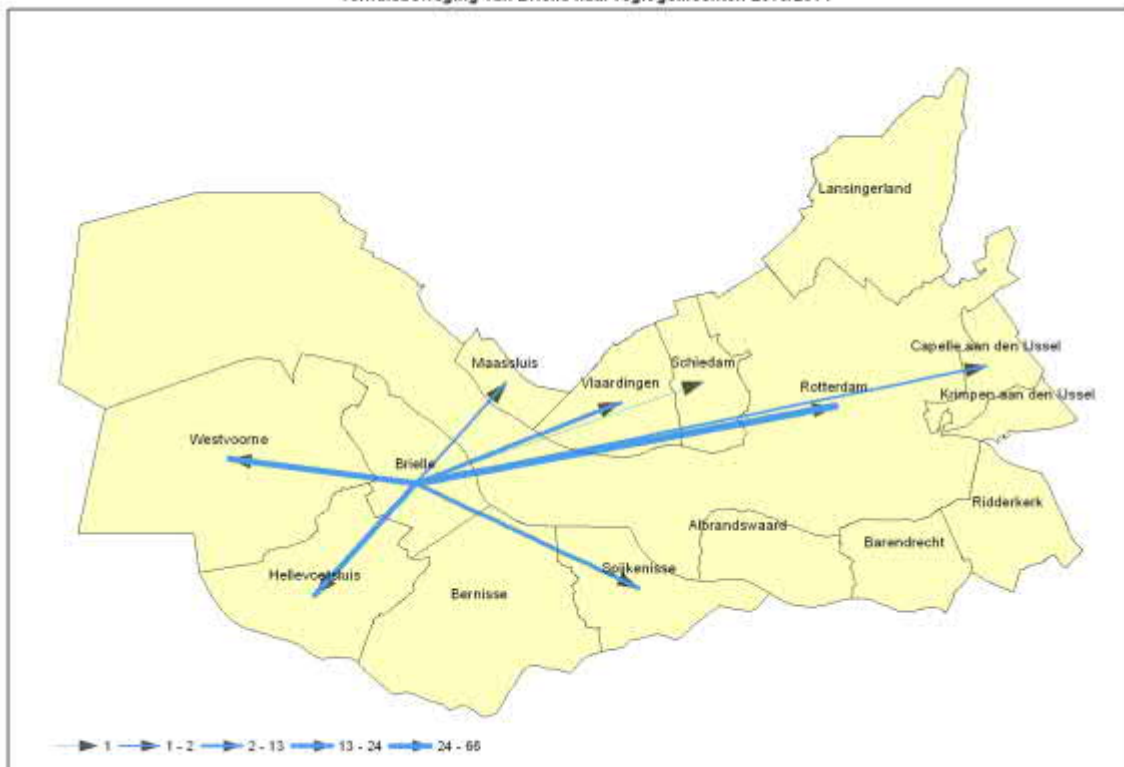 Lansingerland
Maassluis
Schiedam
Capelle aan den IJssel
Vlaardingen
Rotterdam
Krimpen aan den IJssel
Westvoorne
Brielle
Ridderkerk
Albrandswaard
Barendrecht
Hellevoetsluis
Spijkenisse
Bernisse
1 1 - 2 2 - 13 13 - 24 24 - 66